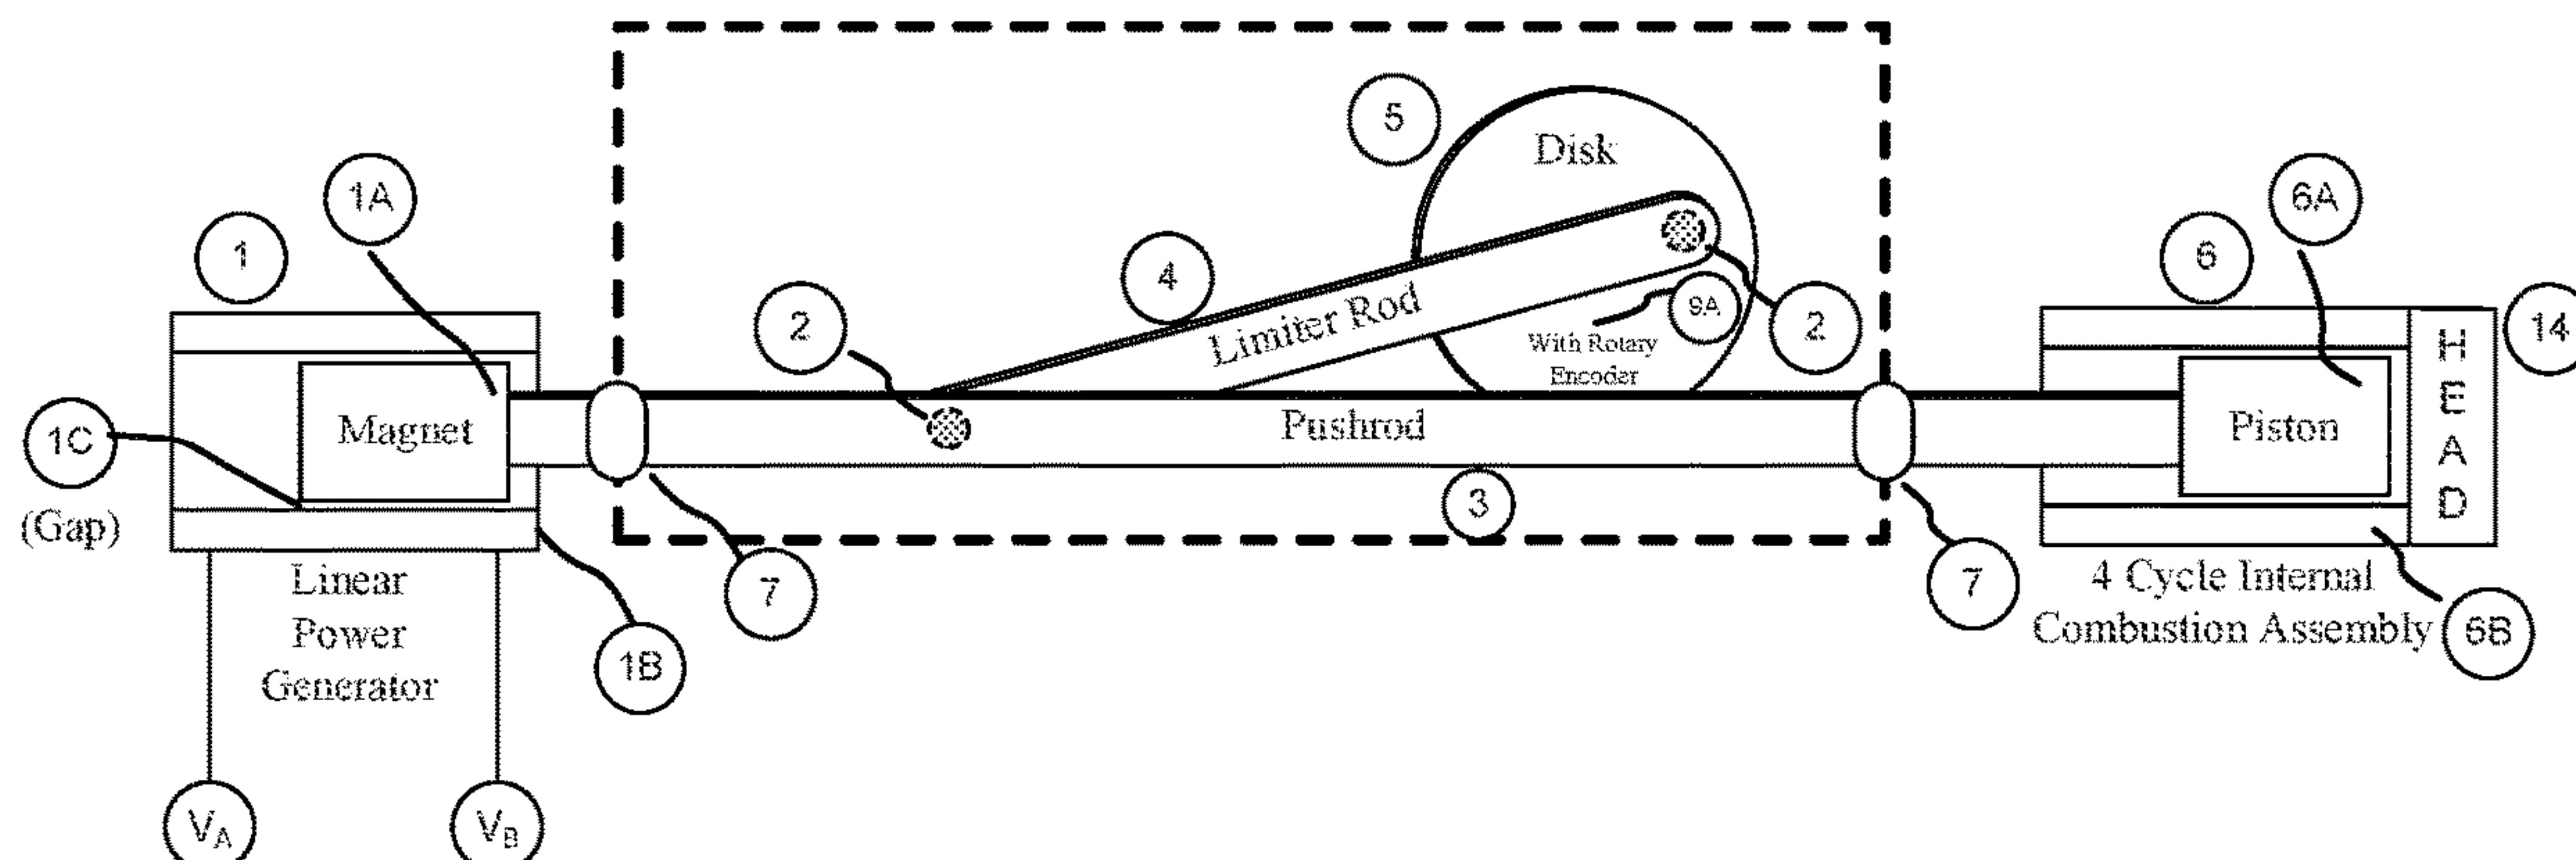 5
Disk
1A
6A
1
6
4
2
9A
2
14
Limiter Rod
With Rotary
Encoder
H
E
A
D
1C
(Gap)
Magnet
Pushrod
Piston
3
7
7
Linear
Power
Generator
4 Cycle Internal
Combustion Assembly
6B
1B
VA
VB